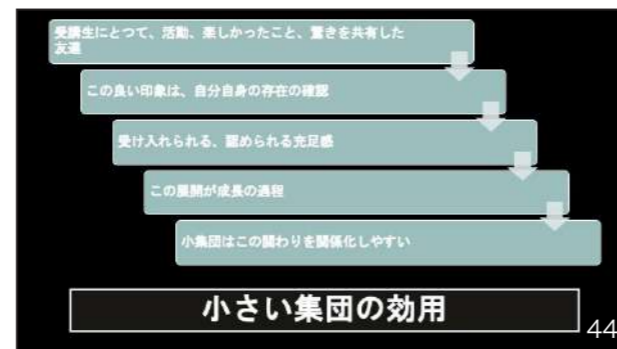 受講生にとつて、活動、楽しかったこと、驚きを共有した
友達
この良い印象は、自分自身の存在の確認
受け入れられる、認められる充足感
この展開が成長の過程
小集団はこの関わりを関係化しやすい
小さい集団の効用
44